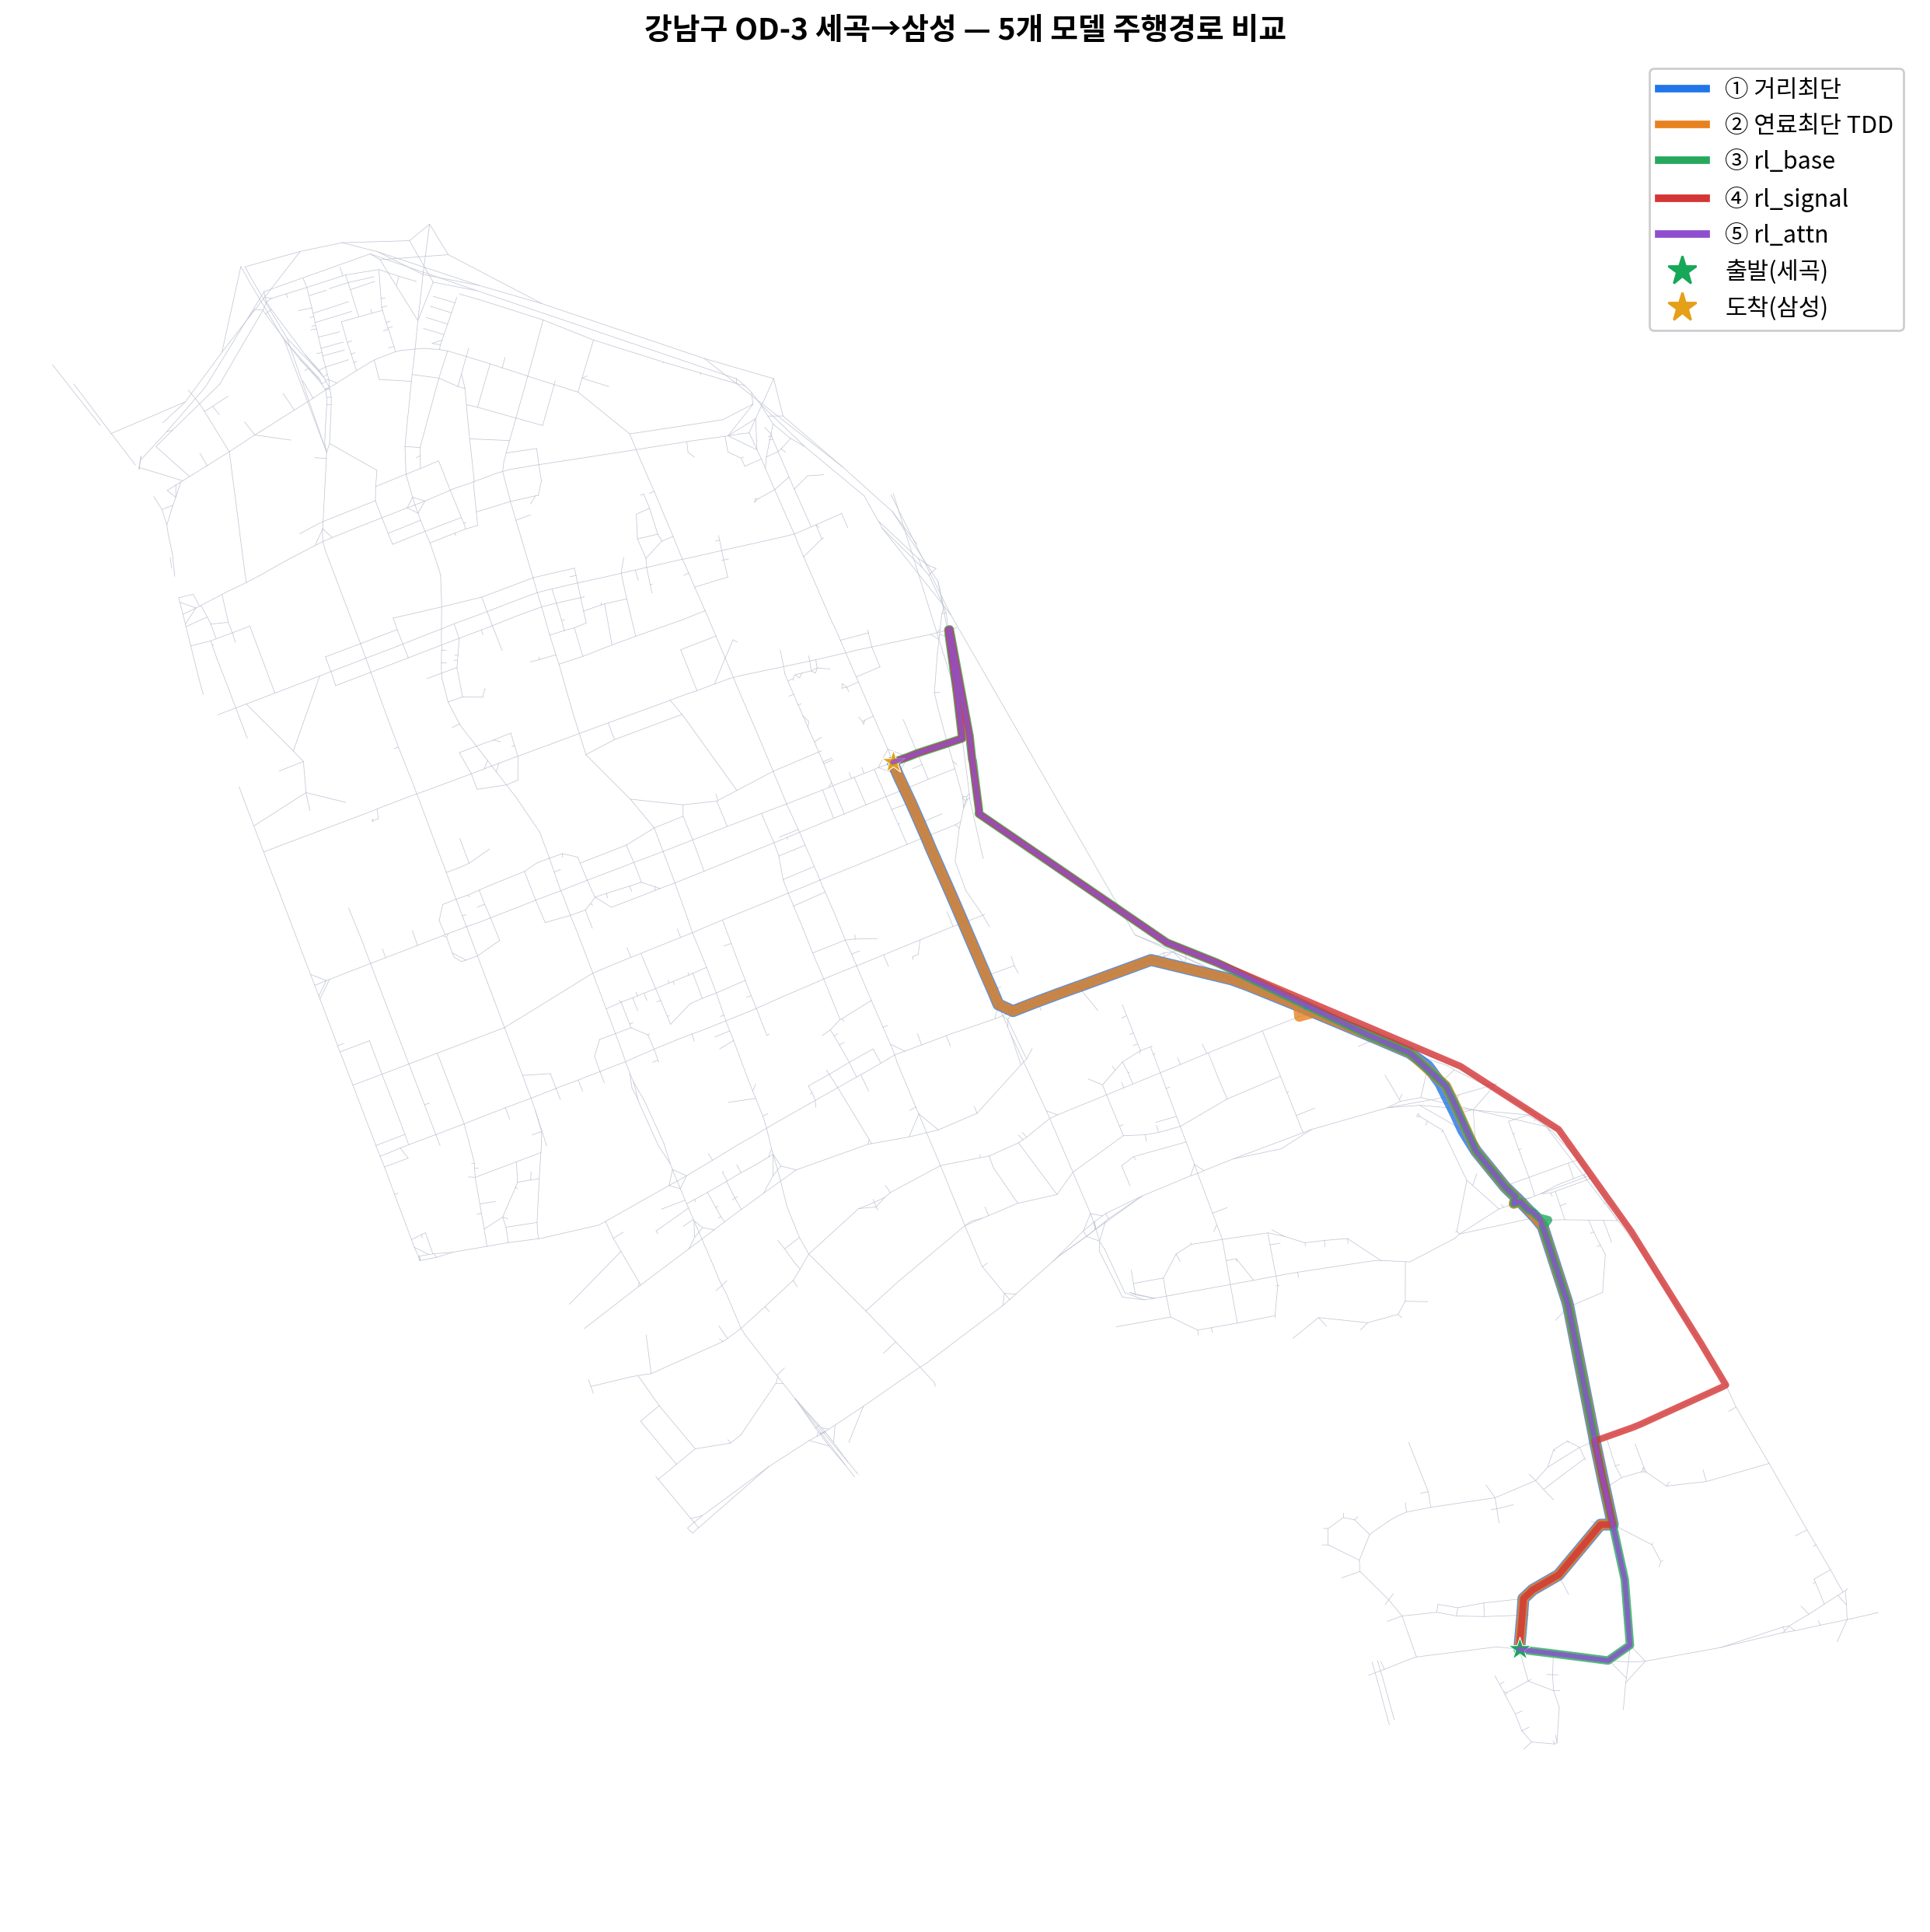 강남구 OD-3 세곡→삼성 — 5개 모델 주행경로 비교
① 거리최단
② 연료최단 TDD
③ rl_base
④ rl_signal
⑤ rl_attn
출발(세곡)
도착(삼성)